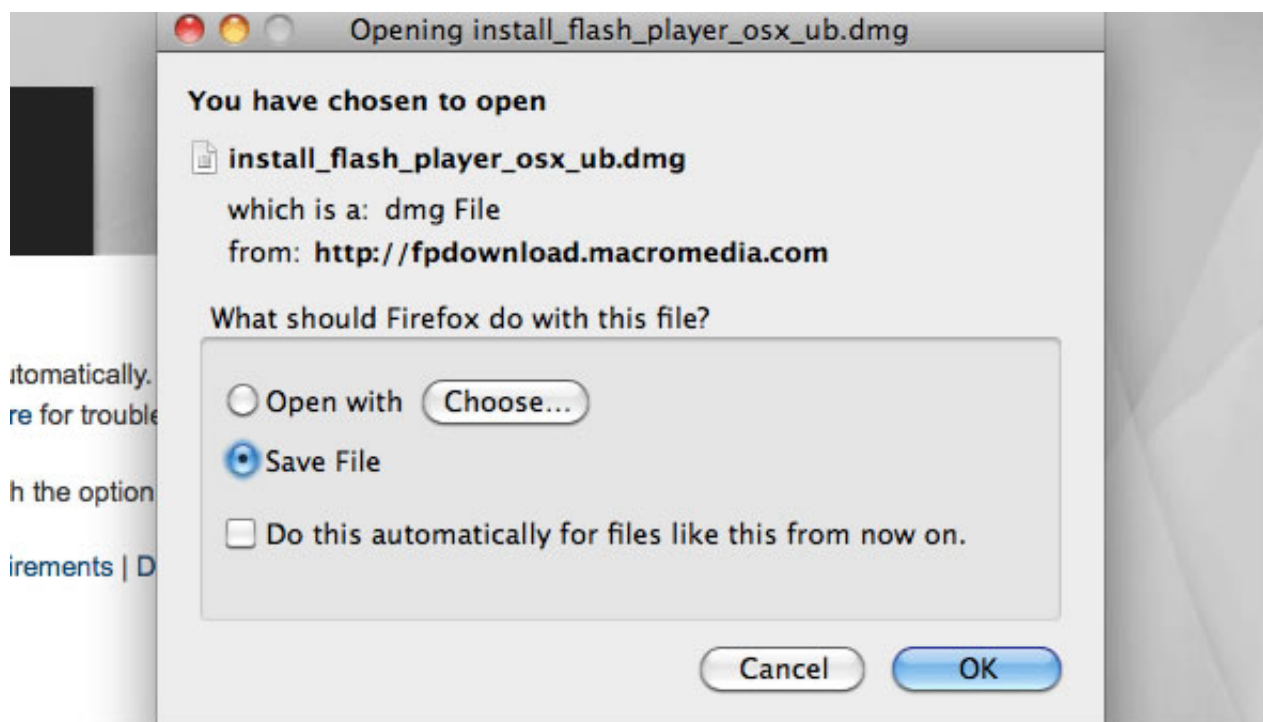 Opening install_flash_player_osx_ub.dmg
You have chosen to open
install_flash_player_osx_ub.dmg
which is a: dmg File
from: http://fpdownload.macromedia.com
What should Firefox do with this file?
Open with Choose...
Save File
Do this automatically for files like this from now on.
Cancel OK
utomatically.
re for trouble
h the option
irements | D